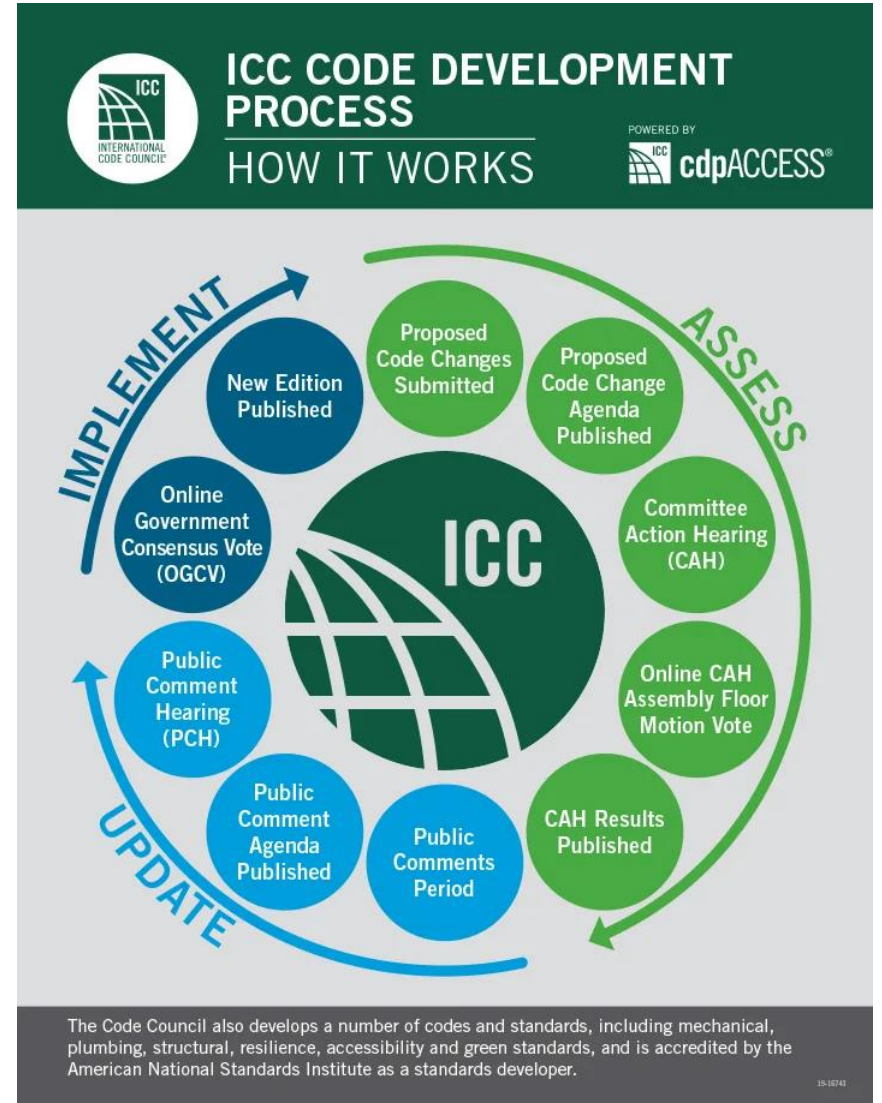 ICC
INTERNATIONAL
CODE COUNCIL®
ICC CODE DEVELOPMENT
PROCESS
HOW IT WORKS
POWERED BY
ICC
cdpACCESS®
IMPLEMENT
ASSESS
UPDATE
Proposed
Code Changes
Submitted
Proposed
Code Change
Agenda
Published
Committee
Action Hearing
(CAH)
Online CAH
Assembly Floor
Motion Vote
CAH Results
Published
Public
Comments
Period
Public
Comment
Agenda
Published
Public
Comment
Hearing
(PCH)
Online
Government
Consensus Vote
(OGCV)
New Edition
Published
ICC
The Code Council also develops a number of codes and standards, including mechanical,
plumbing, structural, resilience, accessibility and green standards, and is accredited by the
American National Standards Institute as a standards developer.
19-16743